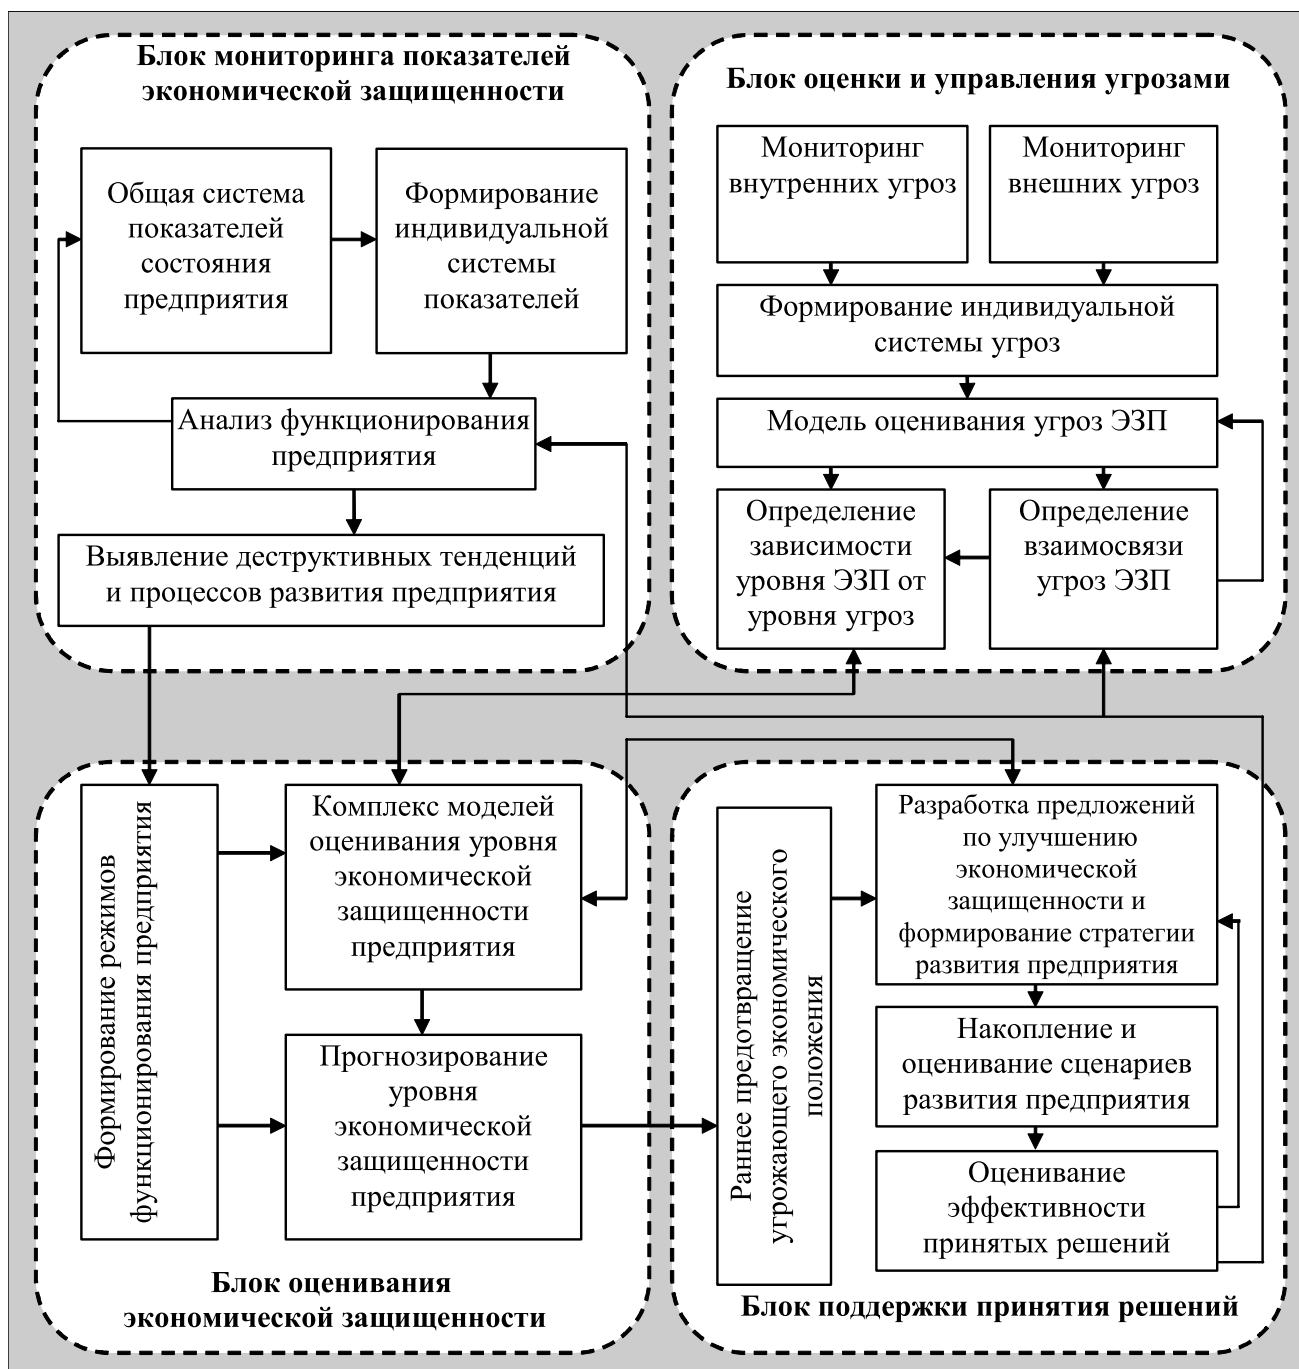 Блок мониторинга показателей
экономической защищенности
Общая система
показателей
состояния
предприятия
Формирование
индивидуальной
системы
показателей
Анализ функционирования
предприятия
Выявление деструктивных тенденций
и процессов развития предприятия
Блок оценки и управления угрозами
Мониторинг
внутренних угроз
Мониторинг
внешних угроз
Формирование индивидуальной
системы угроз
Модель оценивания угроз ЭЗП
Определение
зависимости
уровня ЭЗП от
уровня угроз
Определение
взаимосвязи
угроз ЭЗП
Формирование режимов
функционирования предприятия
Комплекс моделей
оценивания уровня
экономической
защищенности
предприятия
Прогнозирование
уровня
экономической
защищенности
предприятия
Блок оценивания
экономической защищенности
Раннее предотвращение
угрожающего экономического
положения
Разработка предложений
по улучшению
экономической
защищенности и
формирование стратегии
развития предприятия
Накопление и
оценивание сценариев
развития предприятия
Оценивание
эффективности
принятых решений
Блок поддержки принятия решений